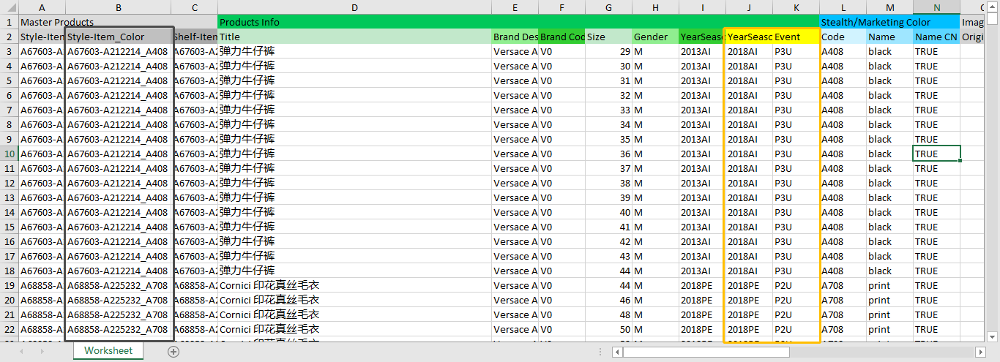 A B C D E F G H I J K L M N
1 Master Products Products Info Stealth/Marketing Color Imag
2 Style-Item Style-Item_Color Shelf-item Title Brand Des Brand Cod Size Gender YearSeaso YearSeasc Event Code Name Name CN Origi
3 A67603-A A67603-A212214_A408 A67603-A2 弹力牛仔裤 Versace A V0 29 M 2013AI 2018AI P3U A408 black TRUE
4 A67603-A A67603-A212214_A408 A67603-A2 弹力牛仔裤 Versace A V0 30 M 2013AI 2018AI P3U A408 black TRUE
5 A67603-A A67603-A212214_A408 A67603-A2 弹力牛仔裤 Versace A V0 31 M 2013AI 2018AI P3U A408 black TRUE
6 A67603-A A67603-A212214_A408 A67603-A2 弹力牛仔裤 Versace A V0 32 M 2013AI 2018AI P3U A408 black TRUE
7 A67603-A A67603-A212214_A408 A67603-A2 弹力牛仔裤 Versace A V0 33 M 2013AI 2018AI P3U A408 black TRUE
8 A67603-A A67603-A212214_A408 A67603-A2 弹力牛仔裤 Versace A V0 34 M 2013AI 2018AI P3U A408 black TRUE
9 A67603-A A67603-A212214_A408 A67603-A2 弹力牛仔裤 Versace A V0 35 M 2013AI 2018AI P3U A408 black TRUE
10 A67603-A A67603-A212214_A408 A67603-A2 弹力牛仔裤 Versace A V0 36 M 2013AI 2018AI P3U A408 black TRUE
11 A67603-A A67603-A212214_A408 A67603-A2 弹力牛仔裤 Versace A V0 37 M 2013AI 2018AI P3U A408 black TRUE
12 A67603-A A67603-A212214_A408 A67603-A2 弹力牛仔裤 Versace A V0 38 M 2013AI 2018AI P3U A408 black TRUE
13 A67603-A A67603-A212214_A408 A67603-A2 弹力牛仔裤 Versace A V0 39 M 2013AI 2018AI P3U A408 black TRUE
14 A67603-A A67603-A212214_A408 A67603-A2 弹力牛仔裤 Versace A V0 40 M 2013AI 2018AI P3U A408 black TRUE
15 A67603-A A67603-A212214_A408 A67603-A2 弹力牛仔裤 Versace A V0 41 M 2013AI 2018AI P3U A408 black TRUE
16 A67603-A A67603-A212214_A408 A67603-A2 弹力牛仔裤 Versace A V0 42 M 2013AI 2018AI P3U A408 black TRUE
17 A67603-A A67603-A212214_A408 A67603-A2 弹力牛仔裤 Versace A V0 43 M 2013AI 2018AI P3U A408 black TRUE
18 A67603-A A67603-A212214_A408 A67603-A2 弹力牛仔裤 Versace A V0 44 M 2013AI 2018AI P3U A408 black TRUE
19 A68858-A A68858-A225232_A708 A68858-A2 Cornici 印花真丝毛衣 Versace A V0 44 M 2018PE 2018PE P2U A708 print TRUE
20 A68858-A A68858-A225232_A708 A68858-A2 Cornici 印花真丝毛衣 Versace A V0 46 M 2018PE 2018PE P2U A708 print TRUE
21 A68858-A A68858-A225232_A708 A68858-A2 Cornici 印花真丝毛衣 Versace A V0 48 M 2018PE 2018PE P2U A708 print TRUE
22 A68858-A A68858-A225232_A708 A68858-A2 Cornici 印花真丝毛衣 Versace A V0 50 M 2018PE 2018PE P2U A708 print TRUE
Worksheet